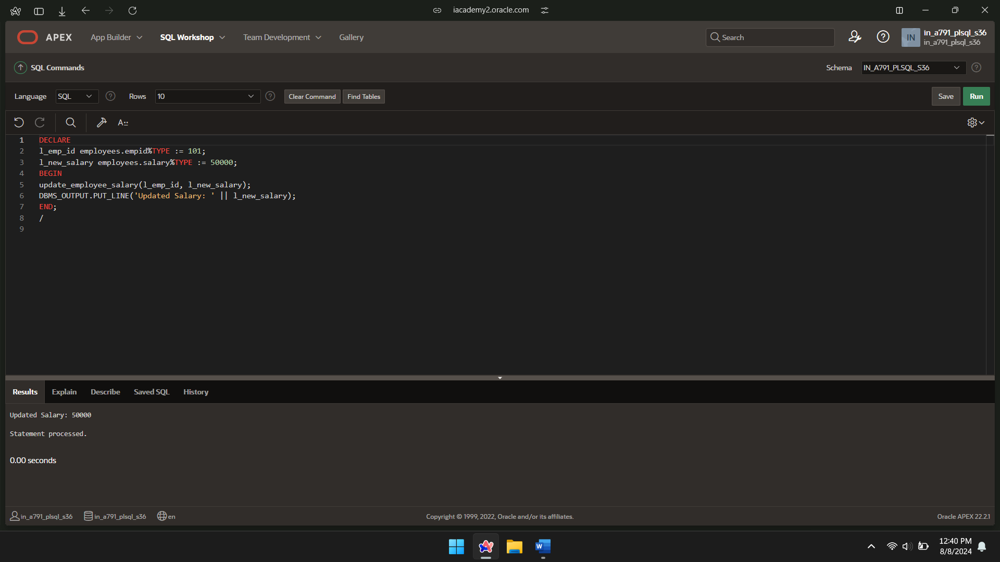 iacademy2.oracle.com
APEX
App Builder
SQL Workshop
Team Development
Gallery
Search
IN
in_a791_plsql_s36
in_a791_plsql_s36
SQL Commands
Schema
IN_A791_PLSQL_S36
Language
SQL
Rows
10
Clear Command
Find Tables
Save
Run
A
1 DECLARE
2 l_emp_id employees.empid%TYPE := 101;
3 l_new_salary employees.salary%TYPE := 50000;
4 BEGIN
5 update_employee_salary(l_emp_id, l_new_salary);
6 DBMS_OUTPUT.PUT_LINE('Updated Salary: ' || l_new_salary);
7 END;
8 /
9
Results
Explain
Describe
Saved SQL
History
Updated Salary: 50000
Statement processed.
0.00 seconds
in_a791_plsql_s36
in_a791_plsql_s36
en
Copyright © 1999, 2022, Oracle and/or its affiliates.
Oracle APEX 22.2.1
W
12:40 PM
8/8/2024